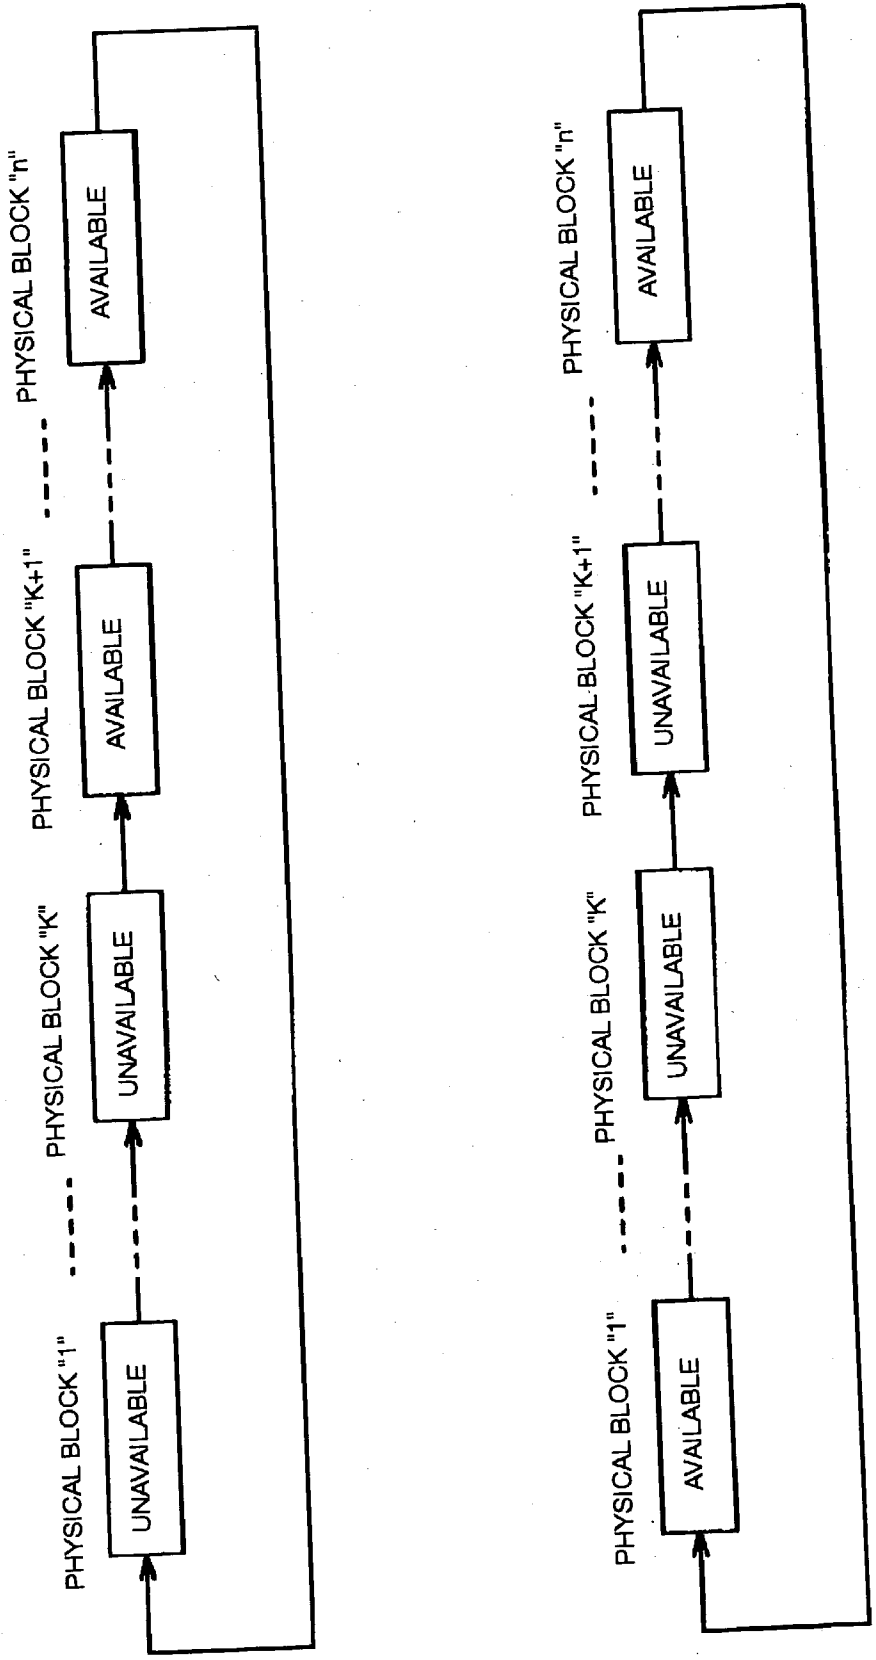 PHYSICAL BLOCK "1" ..... PHYSICAL BLOCK "K" PHYSICAL BLOCK "K+1" ..... PHYSICAL BLOCK "n"
UNAVAILABLE UNAVAILABLE AVAILABLE AVAILABLE
PHYSICAL BLOCK "1" ..... PHYSICAL BLOCK "K" PHYSICAL BLOCK "K+1" ..... PHYSICAL BLOCK "n"
AVAILABLE UNAVAILABLE UNAVAILABLE AVAILABLE